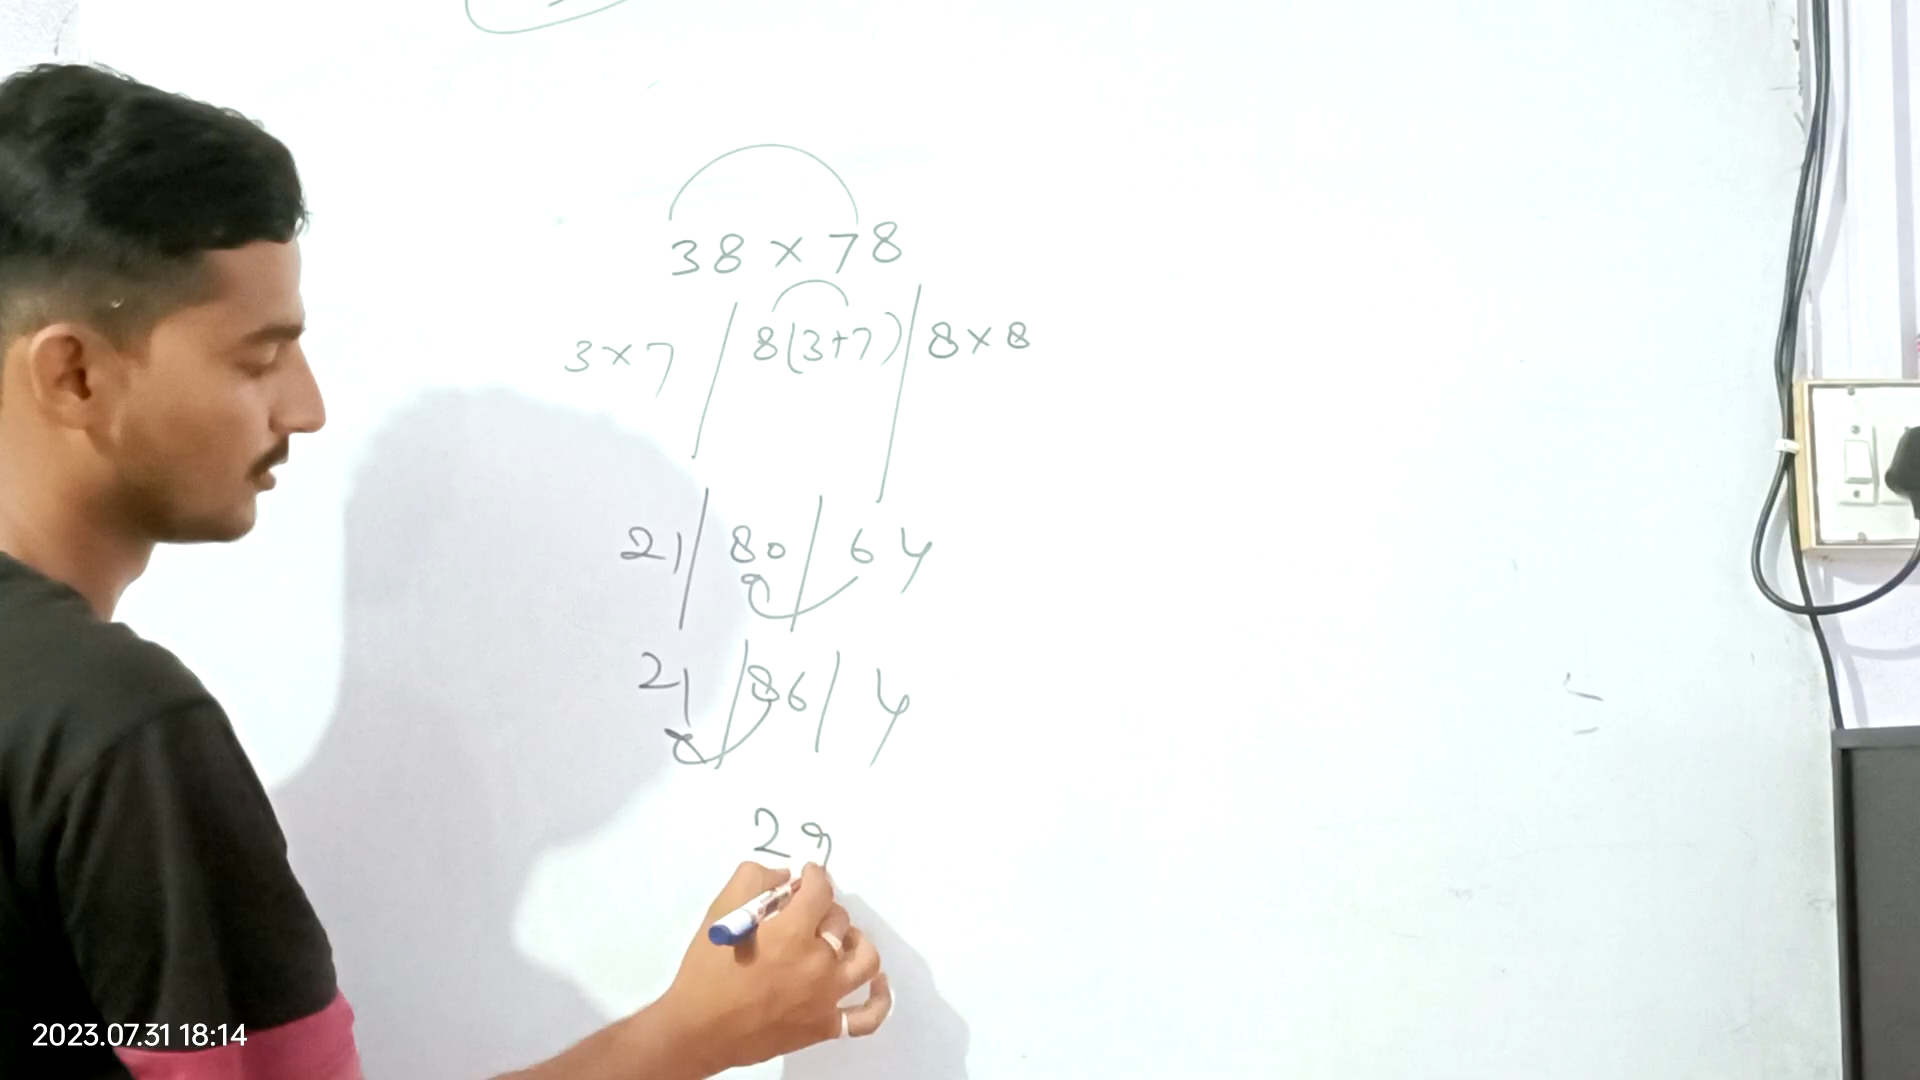 38 × 78
3×7 / 8(3+7) / 8×8
21 / 80 / 64
21 / 86 / 4
29
2023.07.31 18:14